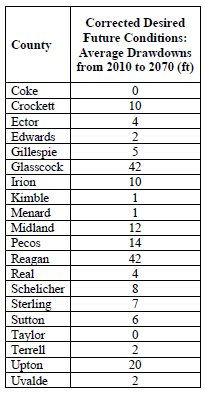 County
Corrected Desired
Future Conditions:
Average Drawdowns
from 2010 to 2070 (ft)
Coke 0
Crockett 10
Ector 4
Edwards 2
Gillespie 5
Glasscock 42
Irion 10
Kimble 1
Menard 1
Midland 12
Pecos 14
Reagan 42
Real 4
Schelicher 8
Sterling 7
Sutton 6
Taylor 0
Terrell 2
Upton 20
Uvalde 2